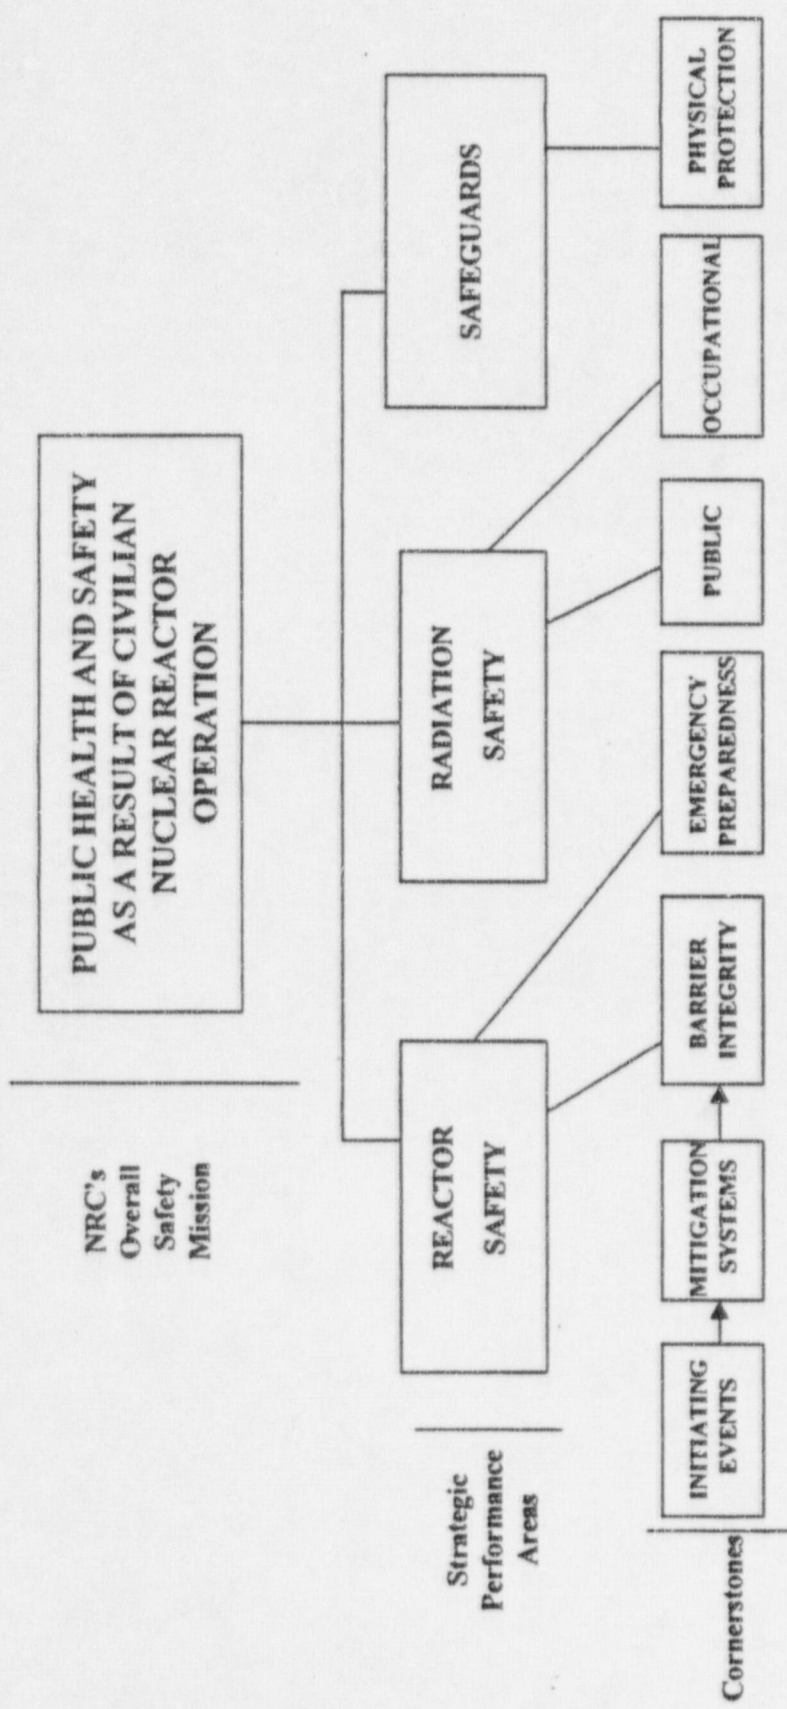 NRC's
Overall
Safety
Mission
PUBLIC HEALTH AND SAFETY
AS A RESULT OF CIVILIAN
NUCLEAR REACTOR
OPERATION
Strategic
Performance
Areas
REACTOR
SAFETY
RADIATION
SAFETY
SAFEGUARDS
Cornerstones
INITIATING
EVENTS
MITIGATION
SYSTEMS
BARRIER
INTEGRITY
EMERGENCY
PREPAREDNESS
PUBLIC
OCCUPATIONAL
PHYSICAL
PROTECTION